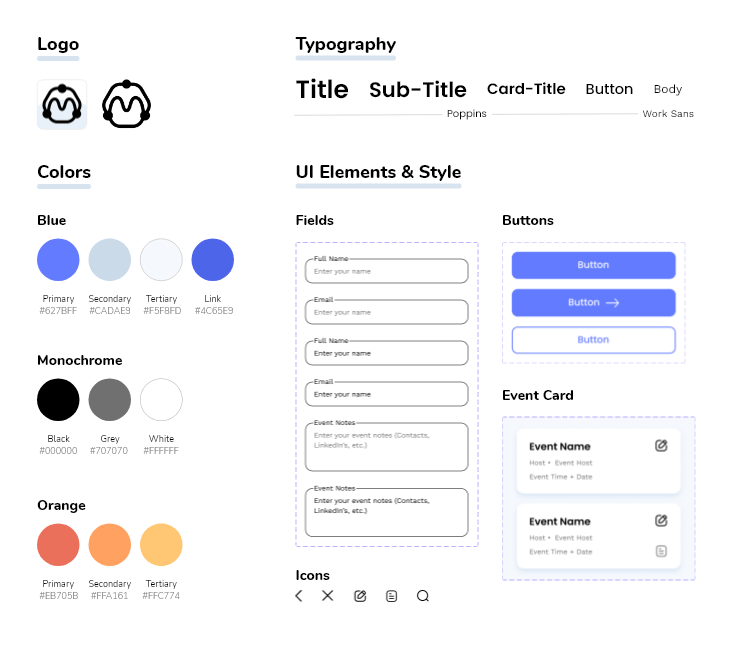 Logo
Typography
Title Sub-Title Card-Title Button Body
Poppins Work Sans
Colors
Blue
Primary Secondary Tertiary Link
#627BFF #CADAE9 #F5F8FD #4C65E9
Monochrome
Black Grey White
#000000 #707070 #FFFFFF
Orange
Primary Secondary Tertiary
#EB705B #FFA161 #FFC774
UI Elements & Style
Fields
Full Name
Enter your name
Email
Enter your name
Full Name
Enter your name
Email
Enter your name
Event Notes
Enter your event notes (Contacts,
LinkedIn's, etc.)
Event Notes
Enter your event notes (Contacts,
LinkedIn's, etc.)
Icons
Buttons
Button
Button →
Button
Event Card
Event Name
Host • Event Host
Event Time + Date
Event Name
Host • Event Host
Event Time + Date